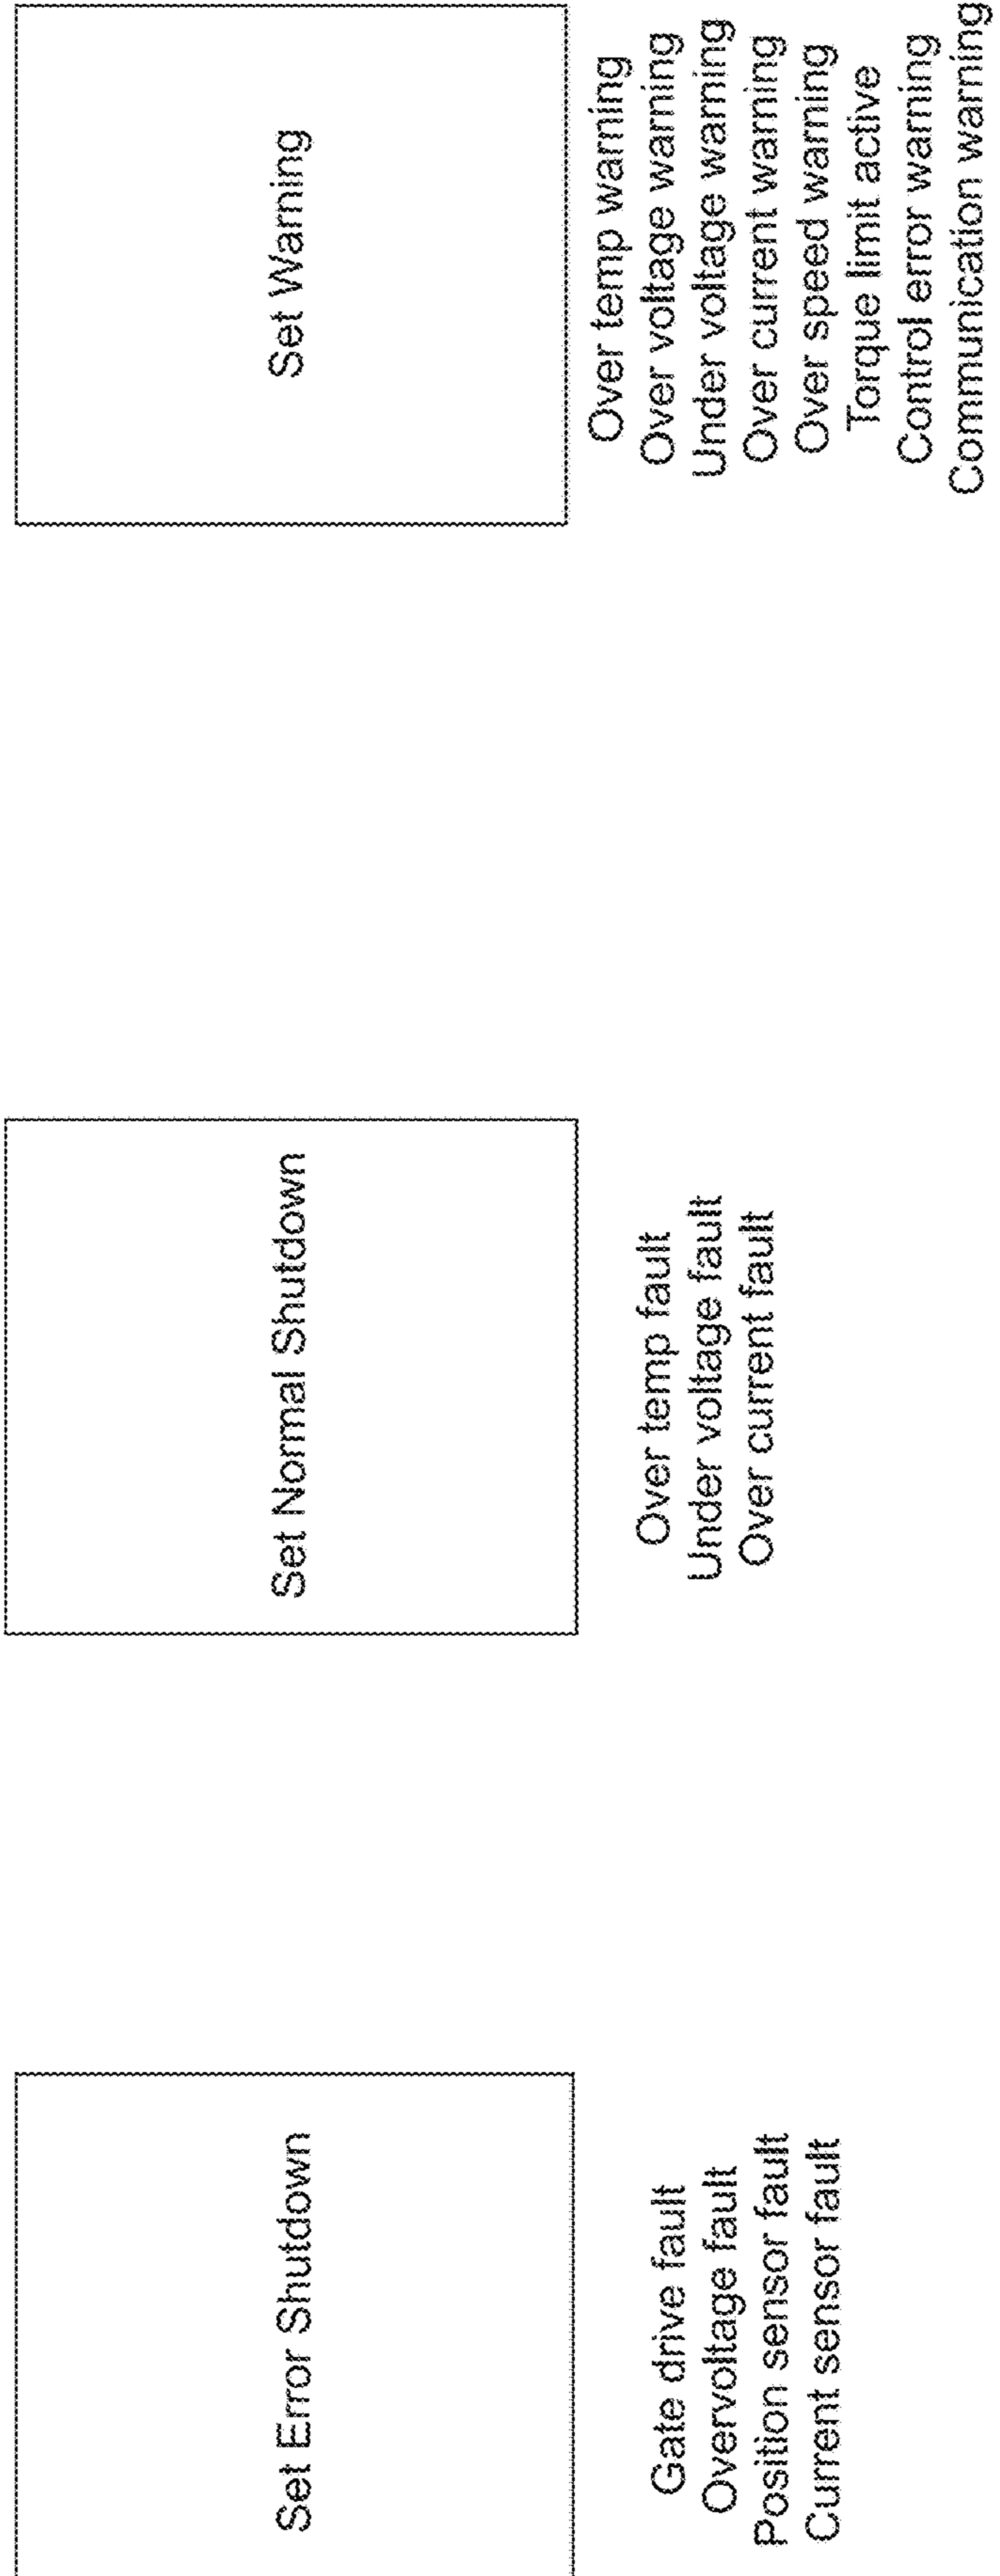 Set Error Shutdown
Gate drive fault
Overvoltage fault
Position sensor fault
Current sensor fault
Set Normal Shutdown
Over temp fault
Under voltage fault
Over current fault
Set Warning
Over temp warning
Over voltage warning
Under voltage warning
Over current warning
Over speed warning
Torque limit active
Control error warning
Communication warning